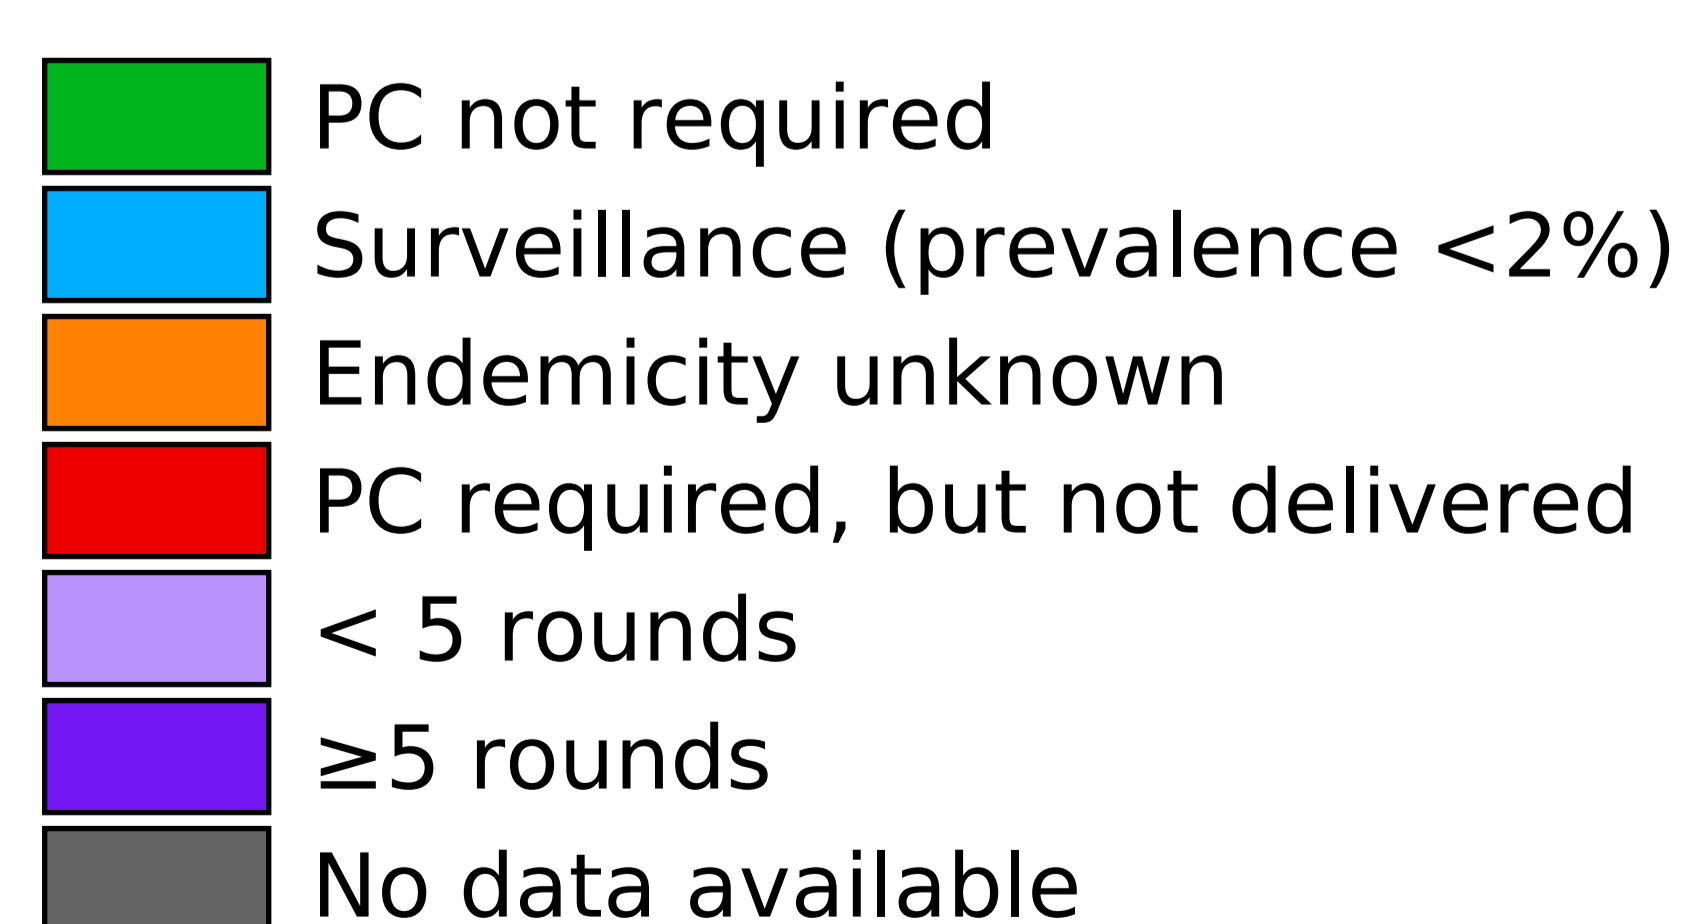 PC not required
Surveillance (prevalence <2%)
Endemicity unknown
PC required, but not delivered
< 5 rounds
≥5 rounds
No data available